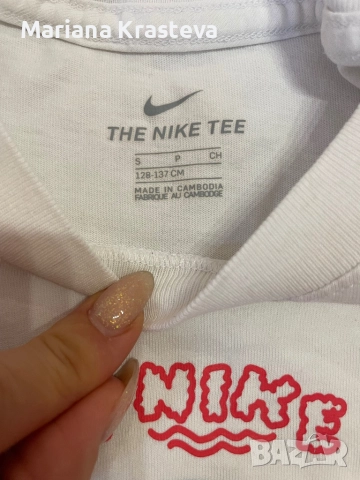 Mariana Krasteva
THE NIKE TEE
S P CH
128-137 CM
MADE IN CAMBODIA
FABRIQUE AU CAMBODGE
NIKE
BAZAR